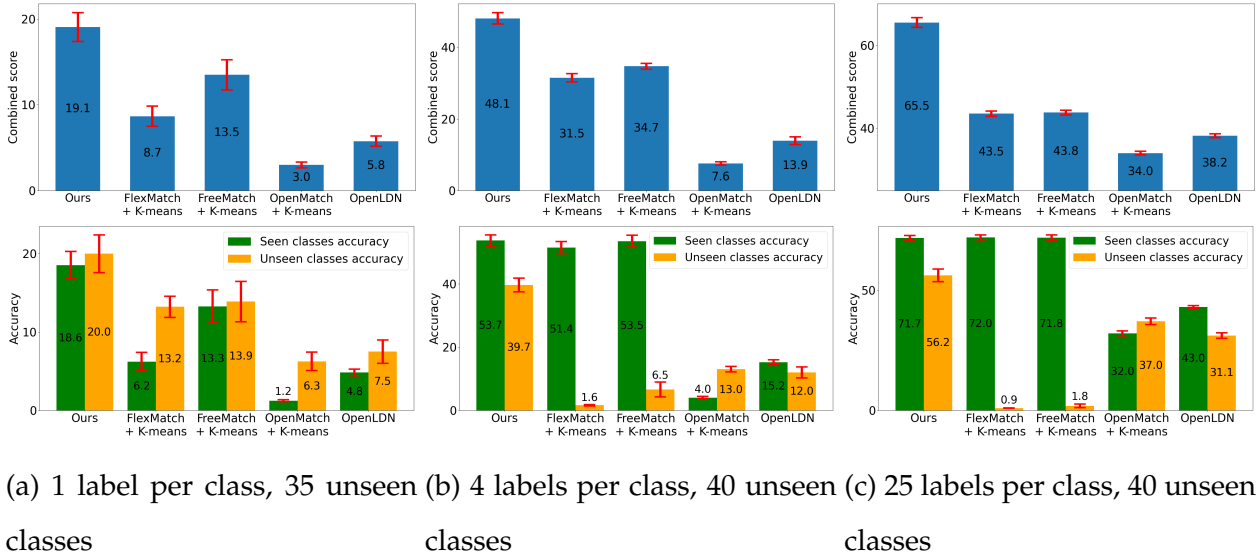 20
10
0
Combined score
19.1
8.7
13.5
3.0
5.8
Ours
FlexMatch
+ K-means
FreeMatch
+ K-means
OpenMatch
+ K-means
OpenLDN
40
20
0
Combined score
48.1
31.5
34.7
7.6
13.9
Ours
FlexMatch
+ K-means
FreeMatch
+ K-means
OpenMatch
+ K-means
OpenLDN
60
40
Combined score
65.5
43.5
43.8
34.0
38.2
Ours
FlexMatch
+ K-means
FreeMatch
+ K-means
OpenMatch
+ K-means
OpenLDN
20
10
0
Accuracy
Seen classes accuracy
Unseen classes accuracy
18.6
20.0
6.2
13.2
13.3
13.9
1.2
6.3
4.8
7.5
Ours
FlexMatch
+ K-means
FreeMatch
+ K-means
OpenMatch
+ K-means
OpenLDN
40
20
0
Accuracy
Seen classes accuracy
Unseen classes accuracy
53.7
39.7
51.4
1.6
53.5
6.5
4.0
13.0
15.2
12.0
Ours
FlexMatch
+ K-means
FreeMatch
+ K-means
OpenMatch
+ K-means
OpenLDN
50
0
Accuracy
Seen classes accuracy
Unseen classes accuracy
71.7
56.2
72.0
0.9
71.8
1.8
32.0
37.0
43.0
31.1
Ours
FlexMatch
+ K-means
FreeMatch
+ K-means
OpenMatch
+ K-means
OpenLDN
(a) 1 label per class, 35 unseen
classes
(b) 4 labels per class, 40 unseen
classes
(c) 25 labels per class, 40 unseen
classes